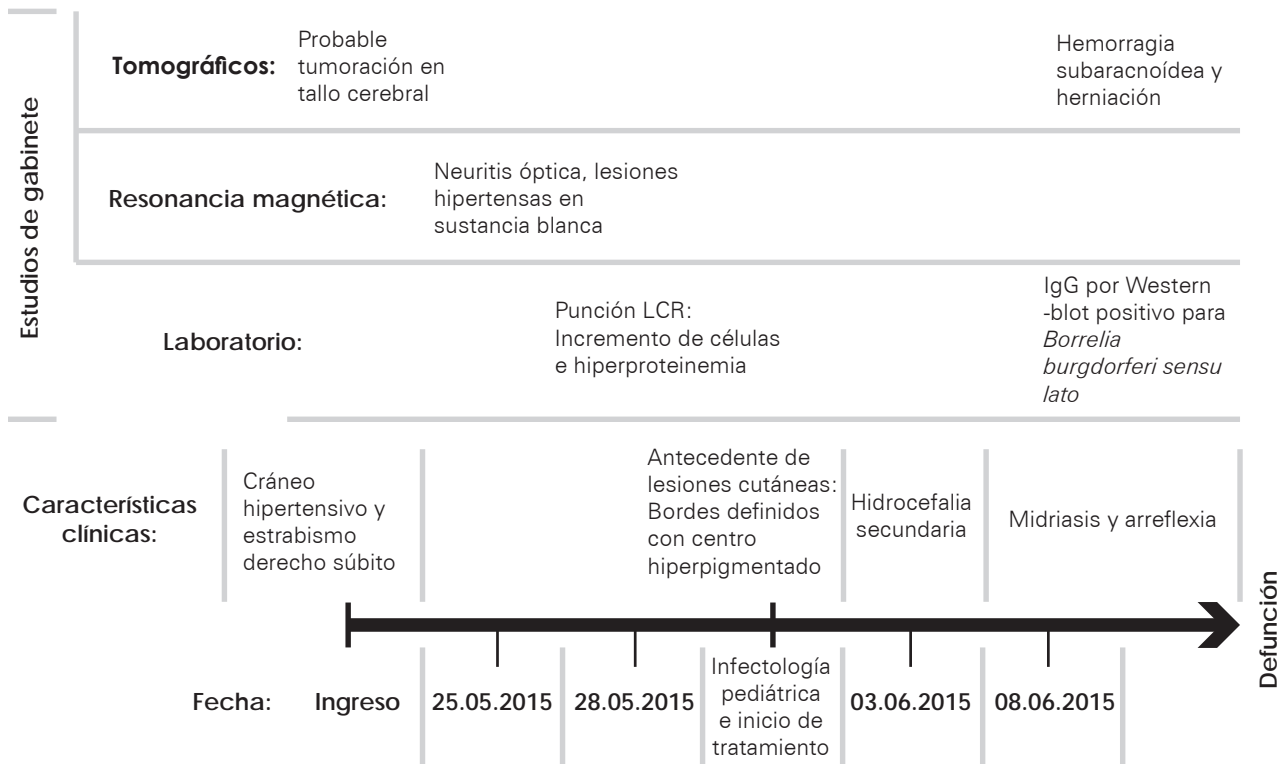 Estudios de gabinete
Tomográficos:
Probable
tumoración en
tallo cerebral
Hemorragia
subaracnoídea y
herniación
Resonancia magnética:
Neuritis óptica, lesiones
hipertensas en
sustancia blanca
Laboratorio:
Punción LCR:
Incremento de células
e hiperproteinemia
IgG por Western
-blot positivo para
Borrelia
burgdorferi sensu
lato
Características
clínicas:
Cráneo
hipertensivo y
estrabismo
derecho súbito
Antecedente de
lesiones cutáneas:
Bordes definidos
con centro
hiperpigmentado
Hidrocefalia
secundaria
Midriasis y arreflexia
Defunción
Fecha:
Ingreso
25.05.2015
28.05.2015
Infectología
pediátrica
e inicio de
tratamiento
03.06.2015
08.06.2015